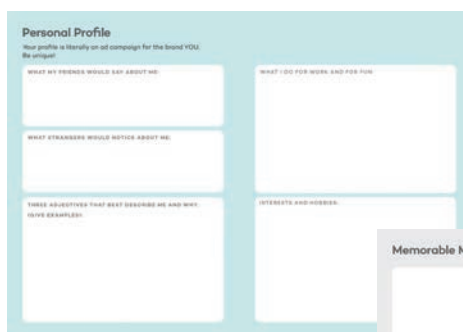 Personal Profile
Your profile is literally an ad campaign for the brand YOU.
Be unique!
WHAT MY FRIENDS WOULD SAY ABOUT ME:
WHAT STRANGERS WOULD NOTICE ABOUT ME:
THREE ADJECTIVES THAT BEST DESCRIBE ME AND WHY.
(GIVE EXAMPLES):
WHAT I DO FOR WORK AND FOR FUN:
INTERESTS AND HOBBIES:
Memorable M